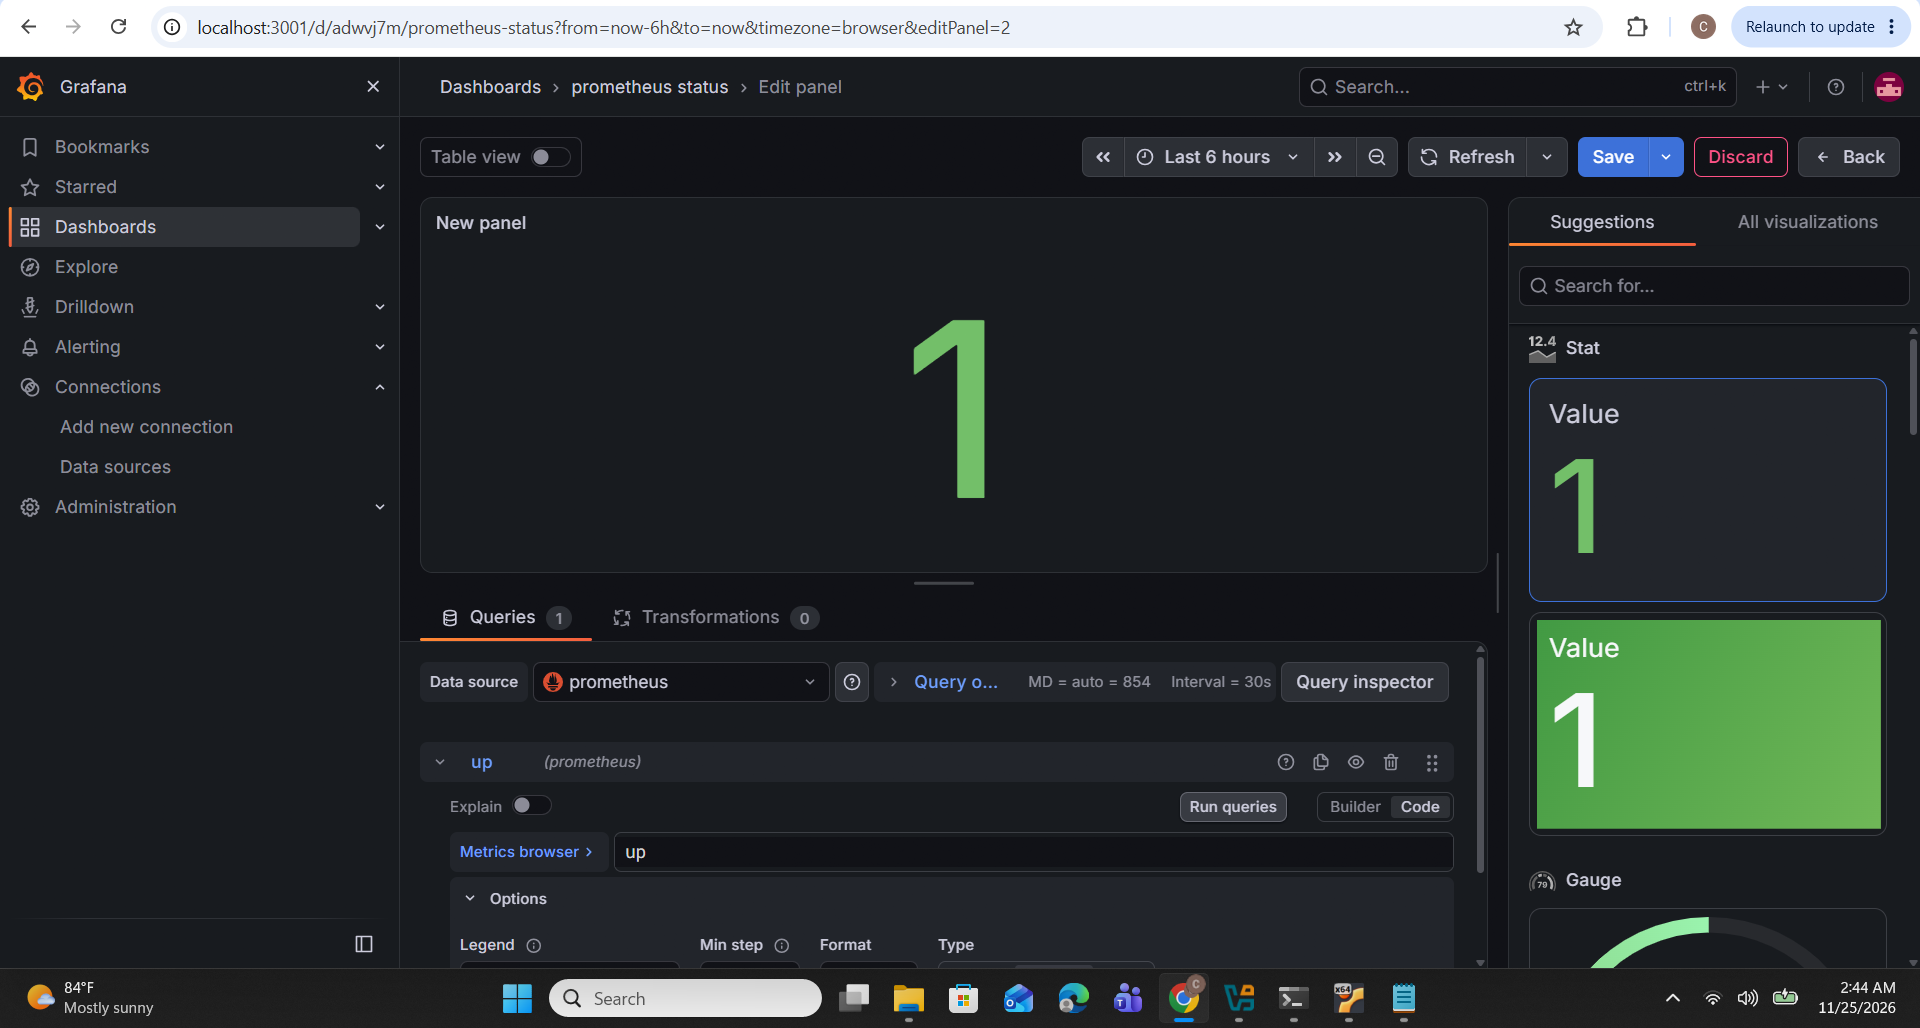 localhost:3001/d/adwvj7m/prometheus-status?from=now-6h&to=now&timezone=browser&editPanel=2
C
Relaunch to update
Grafana
Dashboards › prometheus status › Edit panel
Search...
ctrl+k
Bookmarks
Starred
Dashboards
Explore
Drilldown
Alerting
Connections
Add new connection
Data sources
Administration
Table view
Last 6 hours
Refresh
Save
Discard
Back
New panel
1
Suggestions
All visualizations
Search for...
12.4
Stat
Value
1
Value
1
79
Gauge
Queries 1
Transformations 0
Data source
prometheus
Query o...
MD = auto = 854
Interval = 30s
Query inspector
up
(prometheus)
Explain
Run queries
Builder
Code
Metrics browser >
up
Options
Legend
Min step
Format
Type
84°F
Mostly sunny
Search
C
x64
2:44 AM
11/25/2026